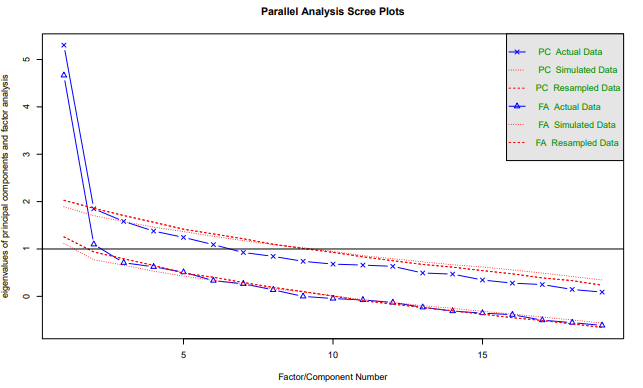 Parallel Analysis Scree Plots
eigenvalues of principal components and factor analysis
5
4
3
2
1
0
PC Actual Data
PC Simulated Data
PC Resampled Data
FA Actual Data
FA Simulated Data
FA Resampled Data
5
10
15
Factor/Component Number